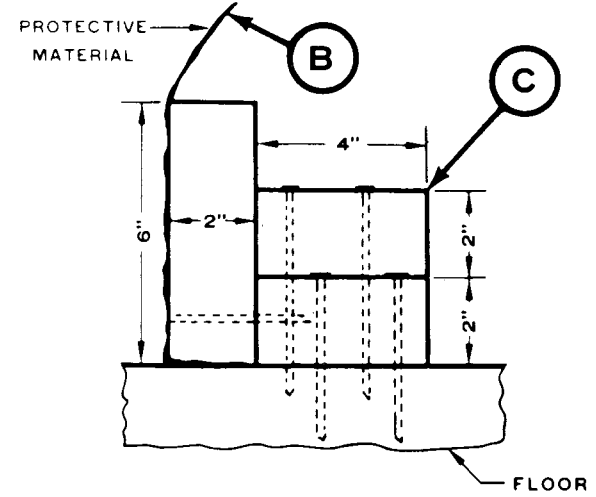 PROTECTIVE
MATERIAL
B
C
4"
2"
6"
2"
2"
FLOOR